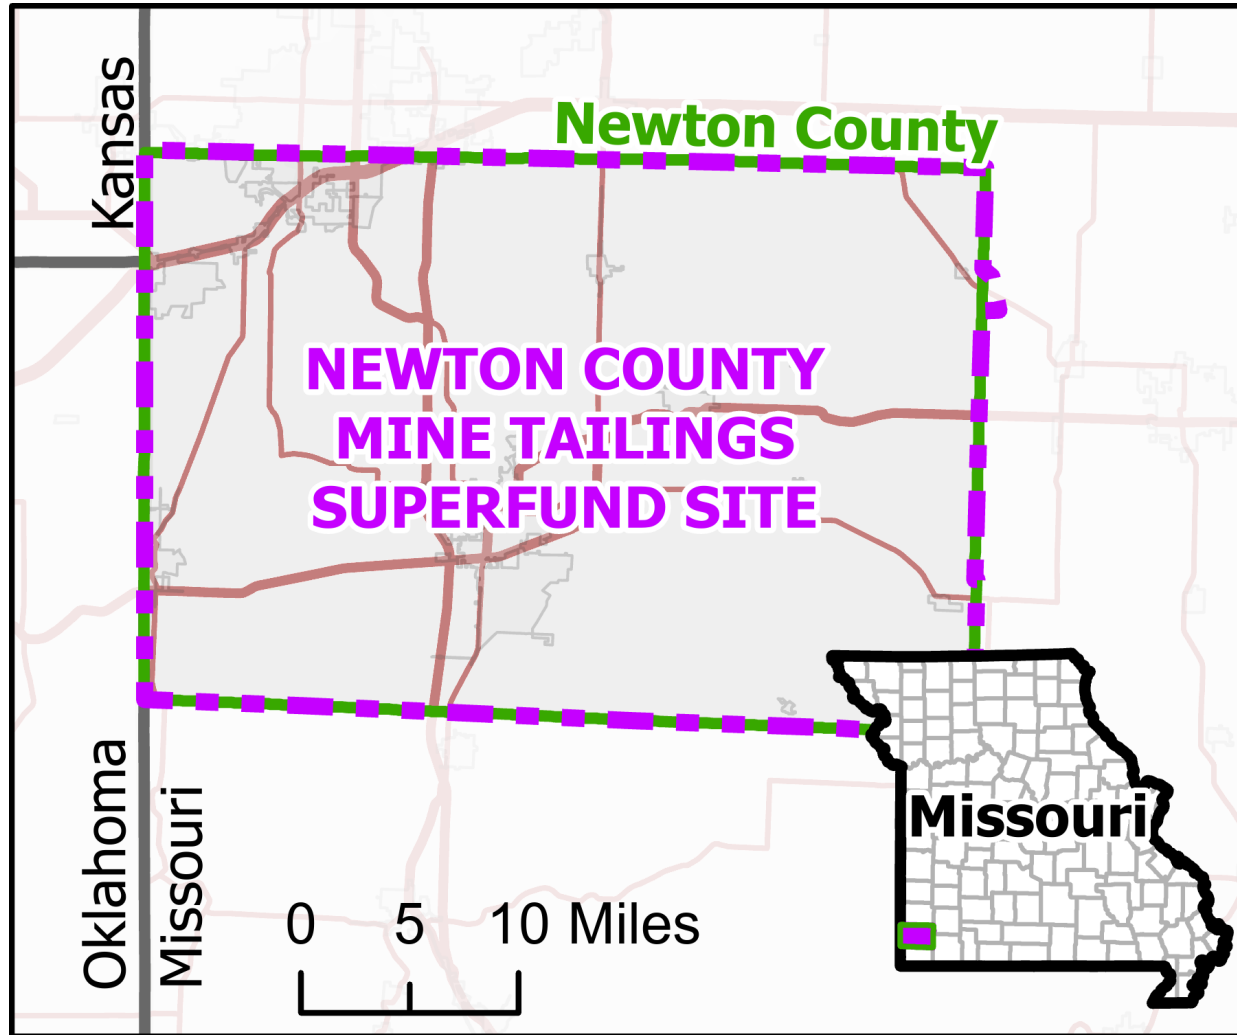 Kansas
Newton County
NEWTON COUNTY
MINE TAILINGS
SUPERFUND SITE
Oklahoma
Missouri
0 5 10 Miles
Missouri